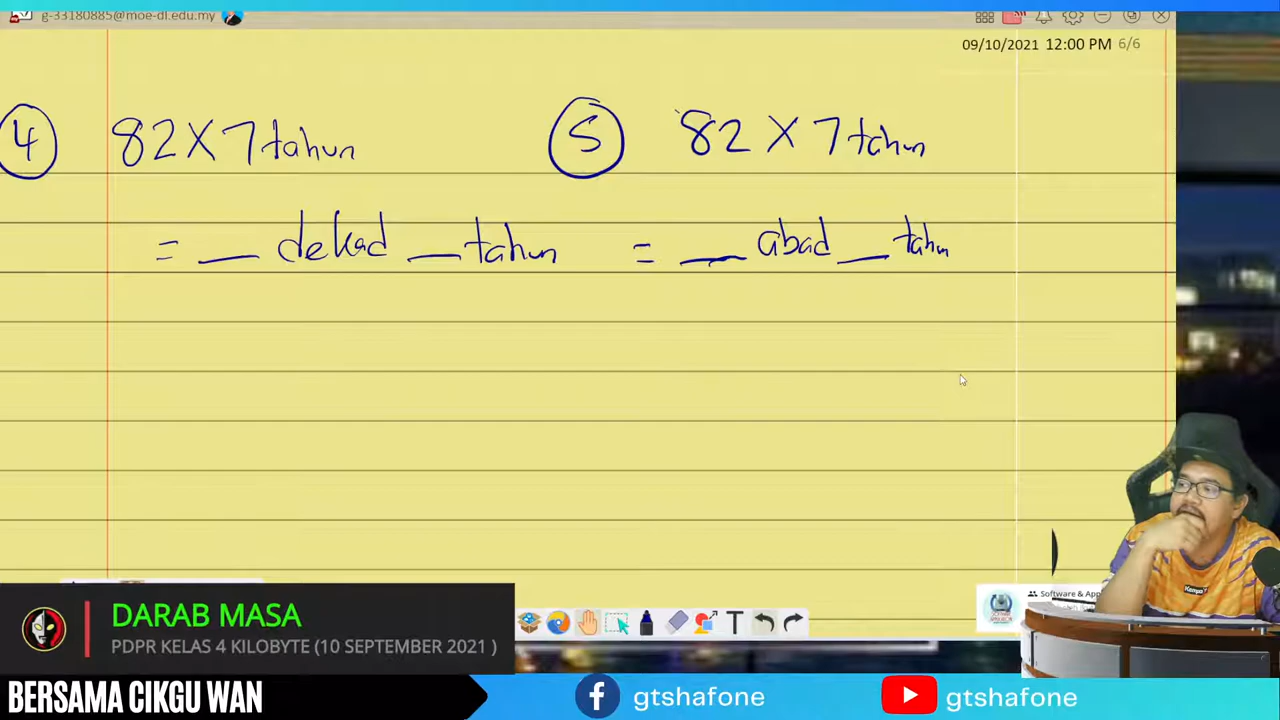 g-33180885@moe-dl.edu.my
09/10/2021 12:00 PM 6/6
4 82 X 7 tahun
= __ dekad __ tahun
5 82 X 7 tahun
= __ abad __ tahun
Software & App
DARAB MASA
PDPR KELAS 4 KILOBYTE (10 SEPTEMBER 2021 )
BERSAMA CIKGU WAN
gtshafone
gtshafone